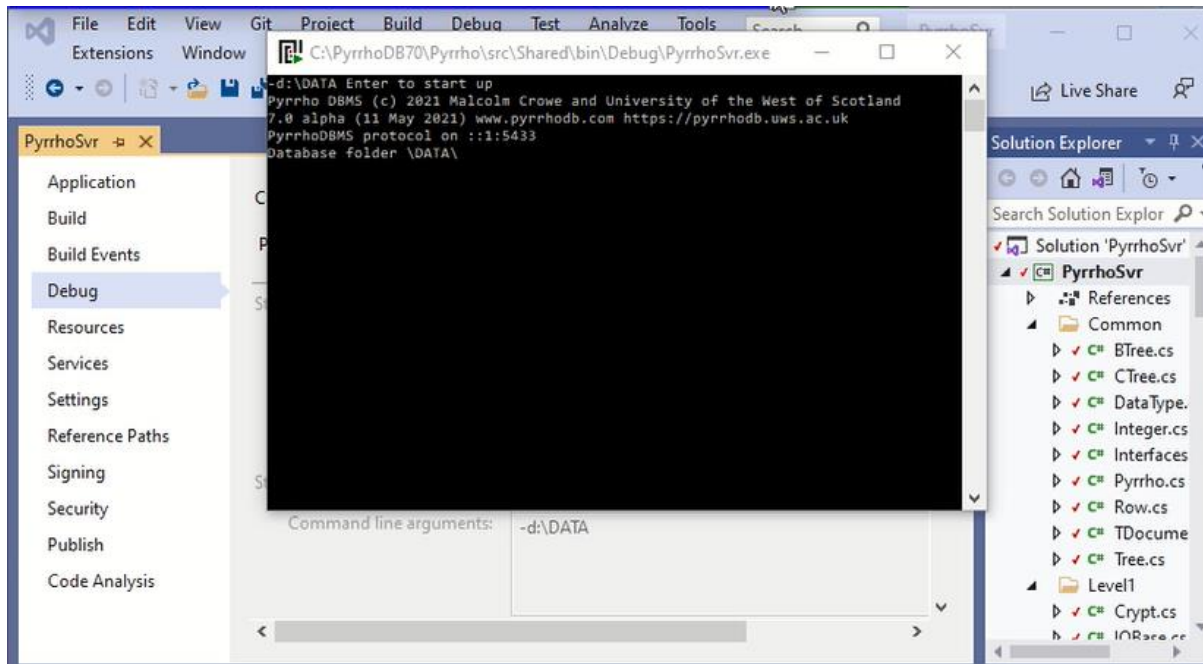 File Edit View Git Project Build Debug Test Analyze Tools
Extensions Window
C:\PyrrhoDB70\Pyrrho\src\Shared\bin\Debug\PyrrhoSvr.exe
-d:\DATA Enter to start up
Pyrrho DBMS (c) 2021 Malcolm Crowe and University of the West of Scotland
7.0 alpha (11 May 2021) www.pyrrhodb.com https://pyrrhodb.uws.ac.uk
PyrrhoDBMS protocol on ::1:5433
Database folder \DATA\
Live Share
PyrrhoSvr
Application
Build
Build Events
Debug
Resources
Services
Settings
Reference Paths
Signing
Security
Publish
Code Analysis
Command line arguments:
-d:\DATA
Solution Explorer
Search Solution Explor
Solution 'PyrrhoSvr'
C# PyrrhoSvr
References
Common
C# BTree.cs
C# CTree.cs
C# DataType.
C# Integer.cs
C# Interfaces
C# Pyrrho.cs
C# Row.cs
C# TDocume
C# Tree.cs
Level1
C# Crypt.cs
C# IOBase.cs